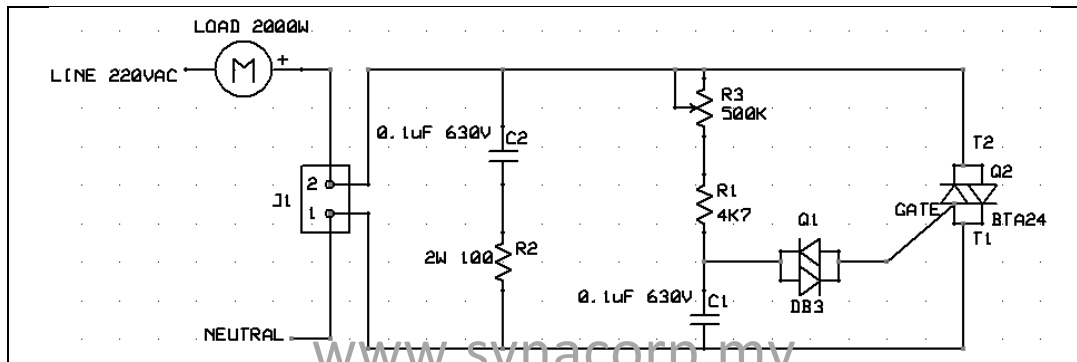 LOAD 2000W
+
LINE 220VAC
M
R3
500K
0.1uF 630V
C2
T2
Q2
2
J1
1
R1
4K7
GATE
BTA24
T1
Q1
2W 100
R2
0.1uF 630V
C1
DB3
NEUTRAL
www.synacorp.my